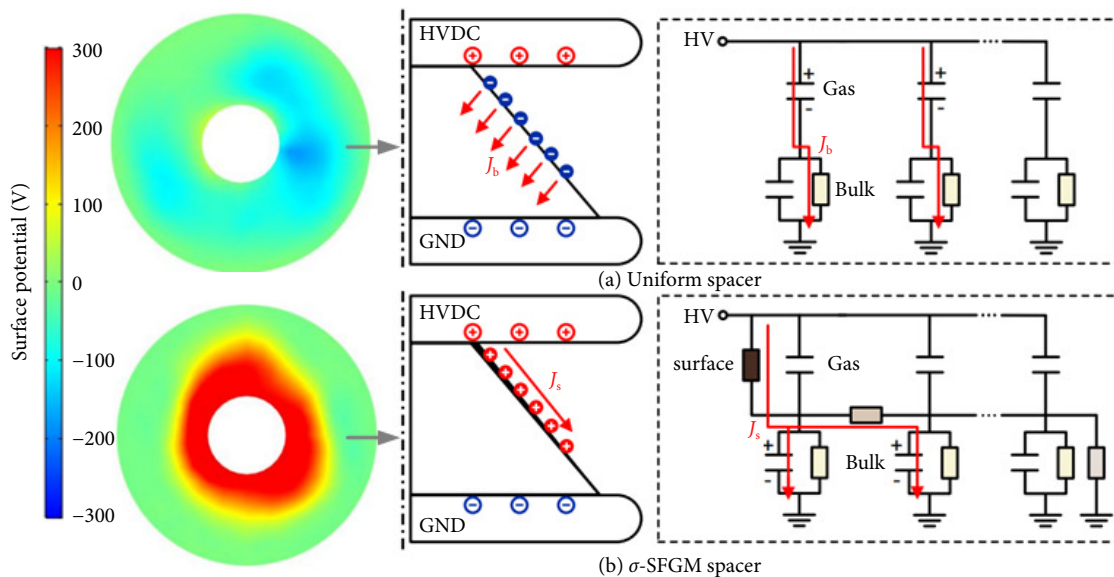 Surface potential (V)
300
200
100
0
−100
−200
−300
HVDC
J_b
GND
HV
Gas
J_b
Bulk
+
-
+
-
(a) Uniform spacer
HVDC
J_s
GND
HV
surface
Gas
J_s
Bulk
+
-
+
-
(b) σ-SFGM spacer